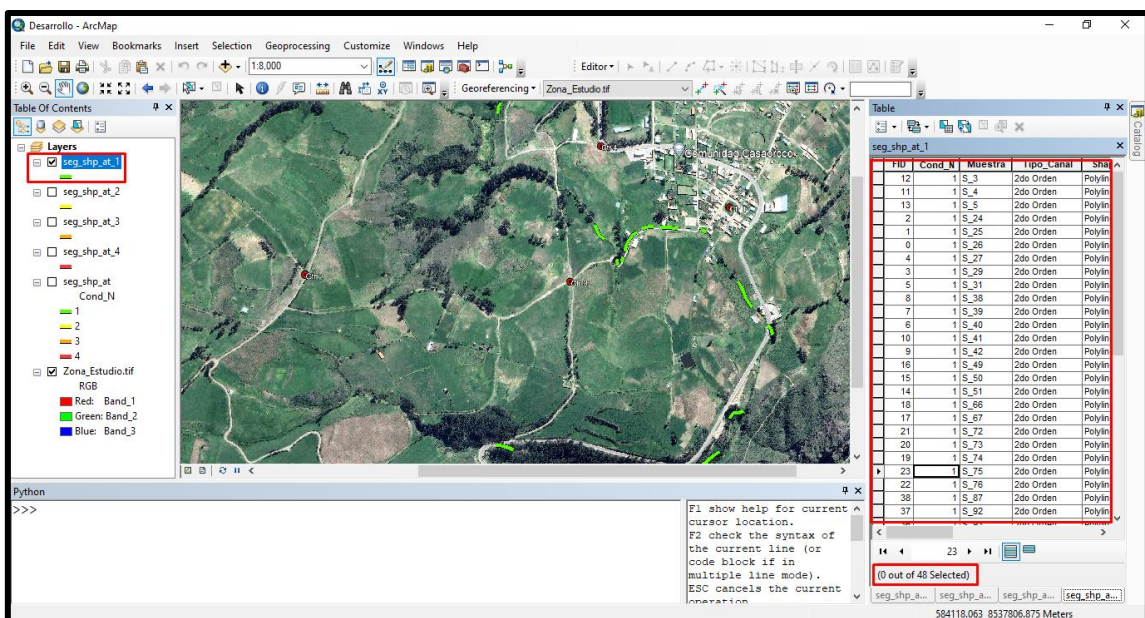 Desarrollo - ArcMap
File Edit View Bookmarks Insert Selection Geoprocessing Customize Windows Help
1:8,000
Editor
Georeferencing
Zona_Estudio.tif
Table Of Contents
Layers
seg_shp_at_1
seg_shp_at_2
seg_shp_at_3
seg_shp_at_4
seg_shp_at
Cond_N
1
2
3
4
Zona_Estudio.tif
RGB
Red: Band_1
Green: Band_2
Blue: Band_3
Table
seg_shp_at_1
FID Cond_N Muestra Tipo_Canal
12 1 S_3 2do Orden Polylin
11 1 S_4 2do Orden Polylin
13 1 S_5 2do Orden Polylin
2 1 S_24 2do Orden Polylin
1 1 S_25 2do Orden Polylin
0 1 S_26 2do Orden Polylin
4 1 S_27 2do Orden Polylin
3 1 S_29 2do Orden Polylin
5 1 S_31 2do Orden Polylin
8 1 S_38 2do Orden Polylin
7 1 S_39 2do Orden Polylin
6 1 S_40 2do Orden Polylin
10 1 S_41 2do Orden Polylin
9 1 S_42 2do Orden Polylin
16 1 S_49 2do Orden Polylin
15 1 S_50 2do Orden Polylin
14 1 S_51 2do Orden Polylin
18 1 S_66 2do Orden Polylin
17 1 S_67 2do Orden Polylin
21 1 S_72 2do Orden Polylin
20 1 S_73 2do Orden Polylin
19 1 S_74 2do Orden Polylin
23 1 S_75 2do Orden Polylin
22 1 S_76 2do Orden Polylin
38 1 S_87 2do Orden Polylin
37 1 S_92 2do Orden Polylin
23
(0 out of 48 Selected)
seg_shp_a... seg_shp_a... seg_shp_a... seg_shp_a...
Catalog
Python
>>>
F1 show help for current
cursor location.
F2 check the syntax of
the current line (or
code block if in
multiple line mode).
ESC cancels the current
operation
584118.063 8537806.875 Meters